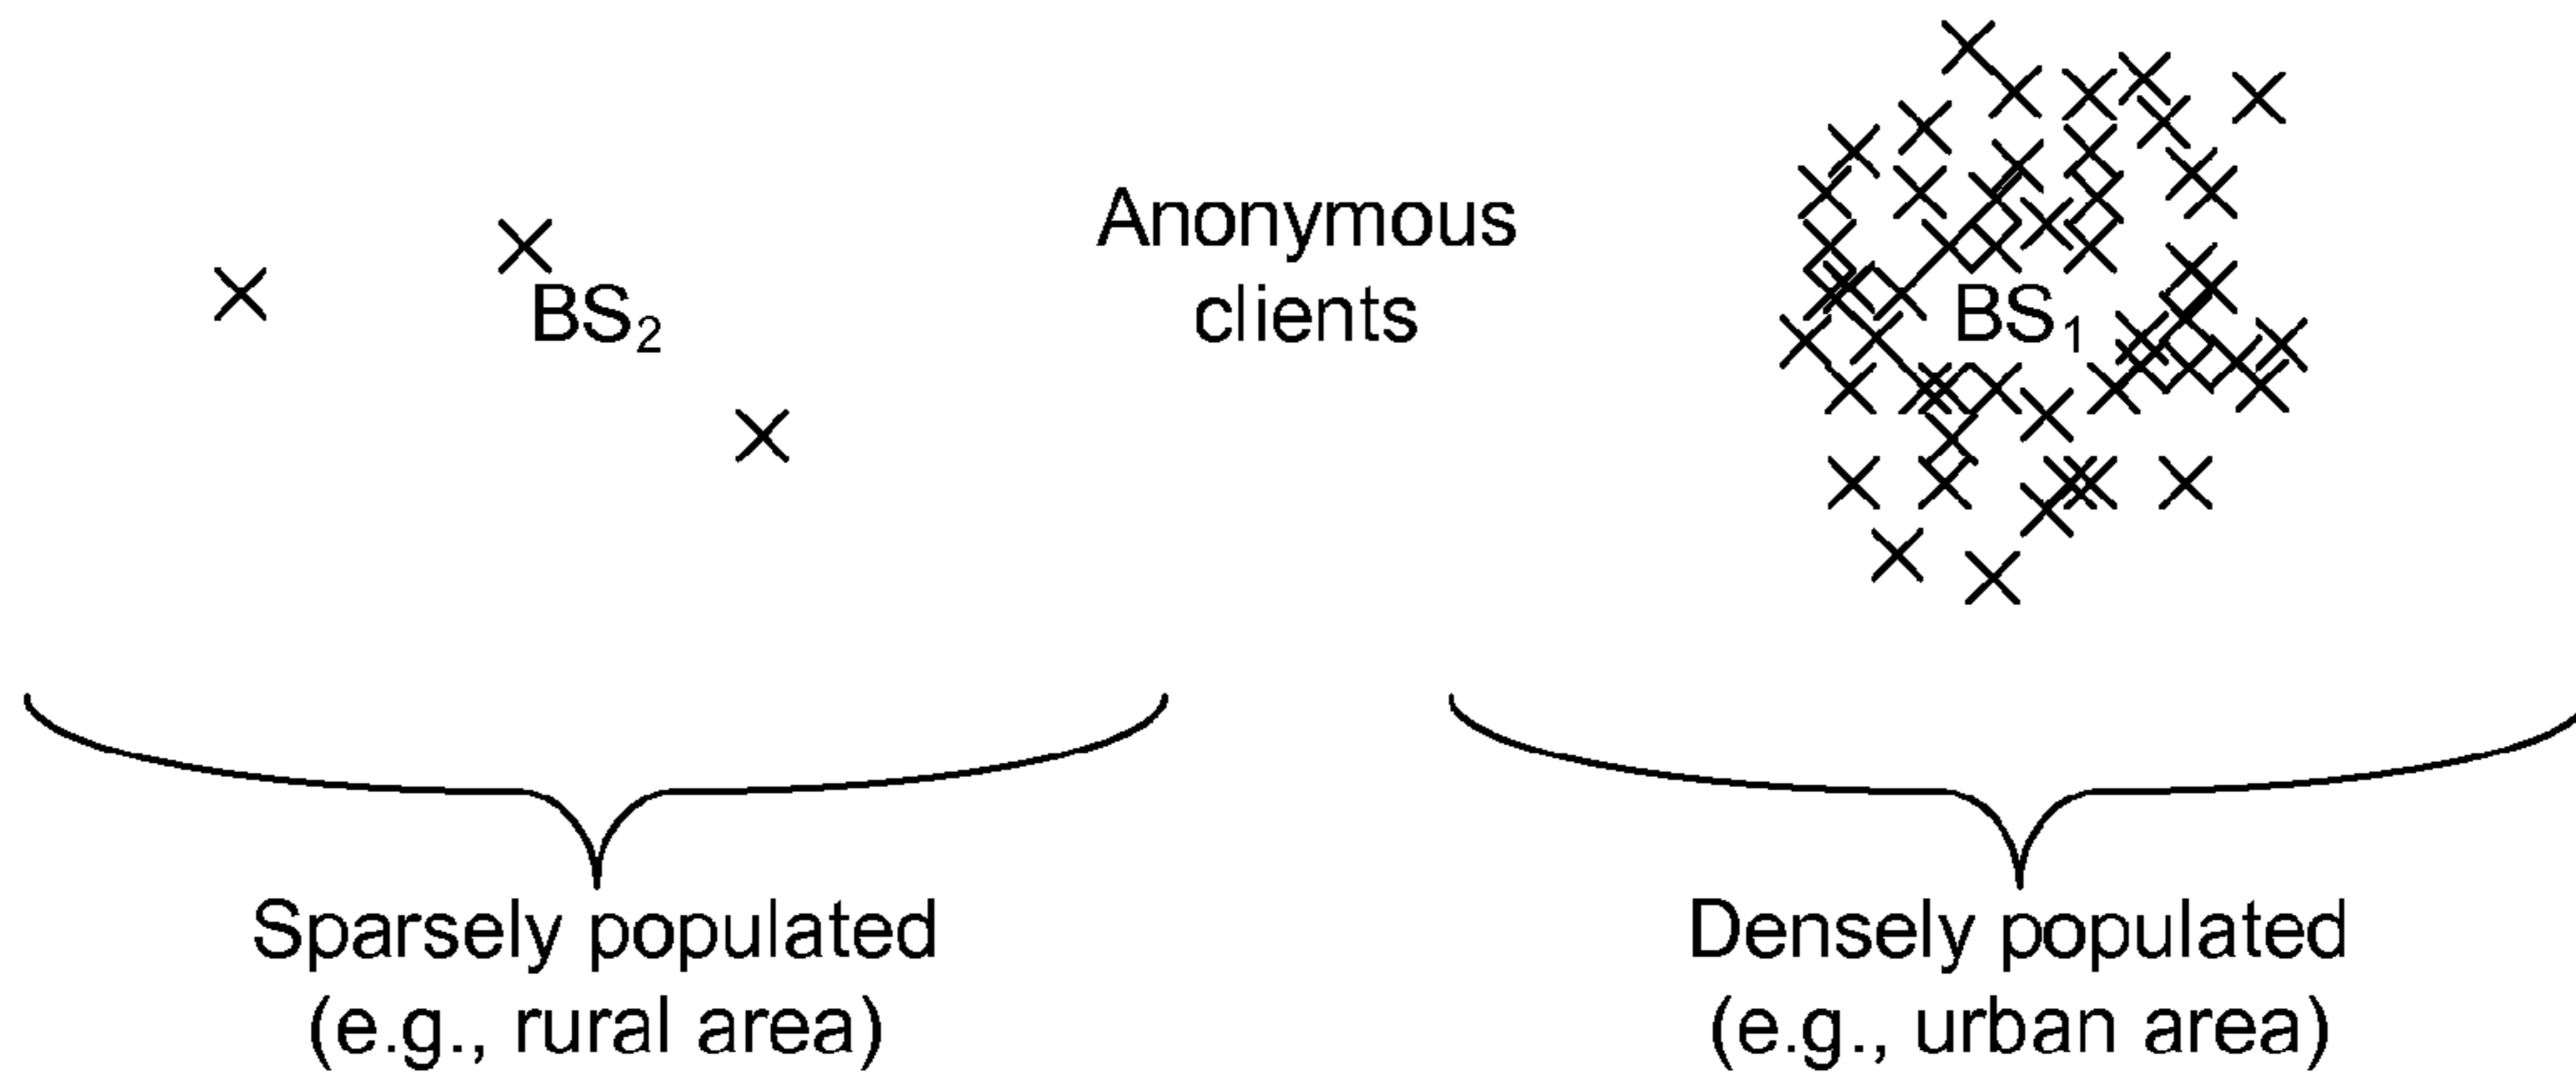 Anonymous
clients
BS₂
BS₁
Sparsely populated
(e.g., rural area)
Densely populated
(e.g., urban area)